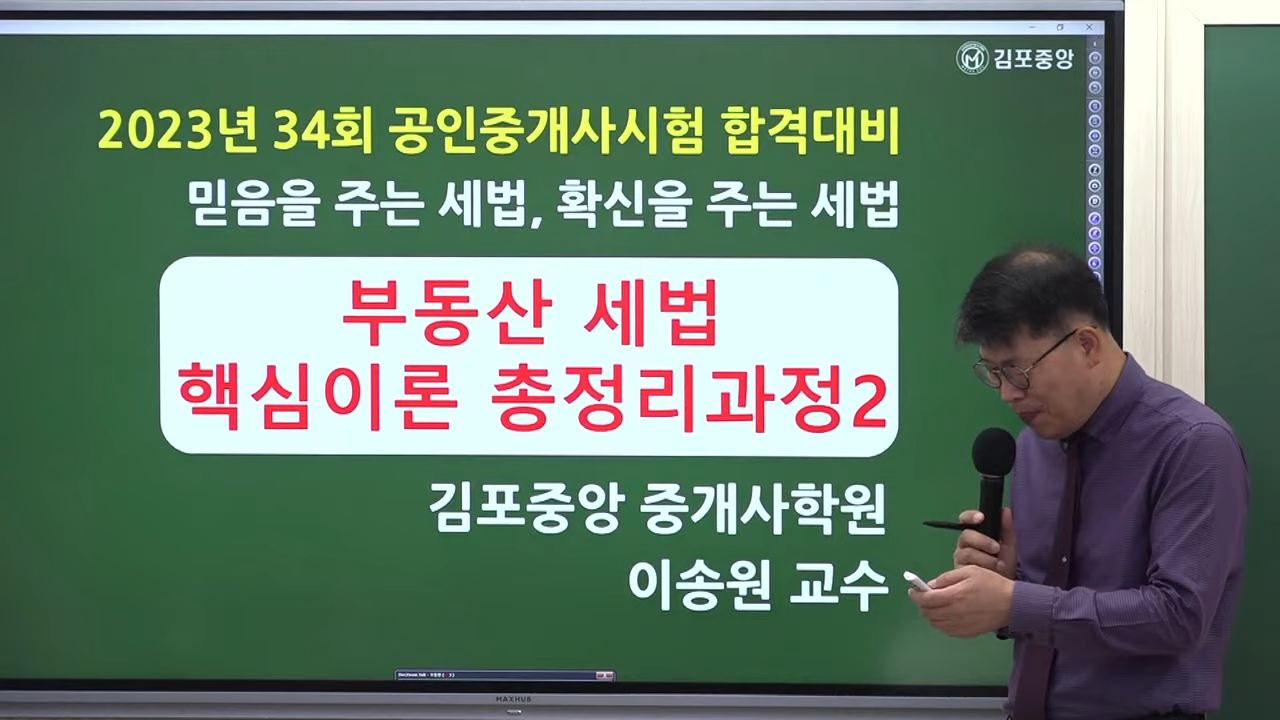 김포중앙
2023년 34회 공인중개사시험 합격대비
믿음을 주는 세법, 확신을 주는 세법
부동산 세법
핵심이론 총정리과정2
김포중앙 중개사학원
이송원 교수
MAXHUB